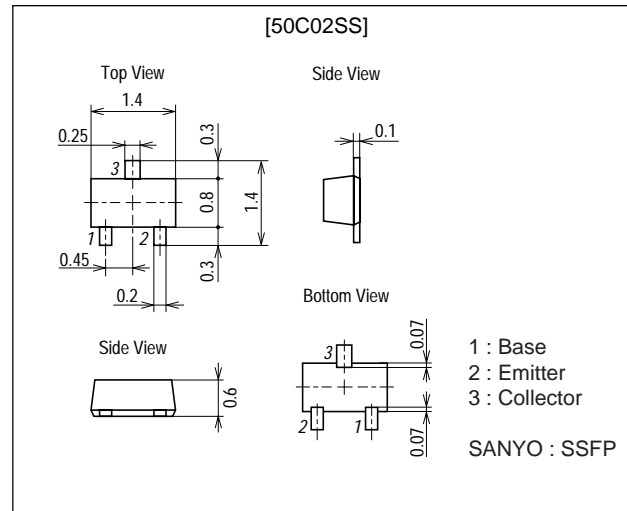 [50C02SS]
Top View
Side View
1.4
0.25
0.3
0.1
3
0.8
1.4
1
2
0.45
0.3
0.2
Bottom View
Side View
0.07
3
0.6
2
1
0.07
1 : Base
2 : Emitter
3 : Collector
SANYO : SSFP